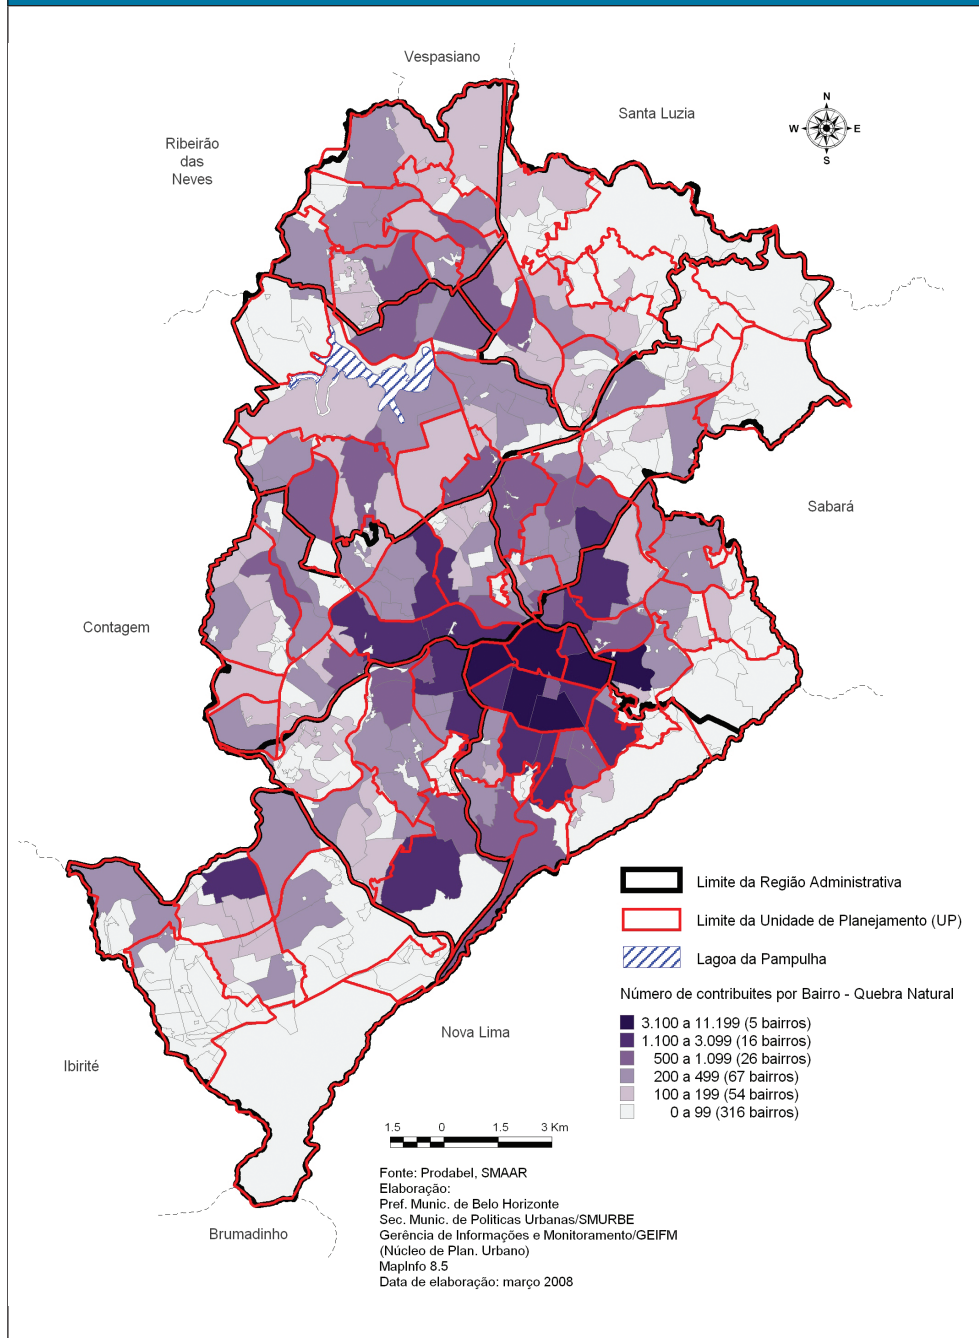 Vespasiano
Santa Luzia
Ribeirão
das
Neves
N
W
E
S
Sabará
Contagem
Limite da Região Administrativa
Limite da Unidade de Planejamento (UP)
Lagoa da Pampulha
Número de contribuites por Bairro - Quebra Natural
3.100 a 11.199 (5 bairros)
1.100 a 3.099 (16 bairros)
500 a 1.099 (26 bairros)
200 a 499 (67 bairros)
100 a 199 (54 bairros)
0 a 99 (316 bairros)
Nova Lima
Ibirité
1.5 0 1.5 3 Km
Fonte: Prodabel, SMAAR
Elaboração:
Pref. Munic. de Belo Horizonte
Sec. Munic. de Politicas Urbanas/SMURBE
Gerência de Informações e Monitoramento/GEIFM
(Núcleo de Plan. Urbano)
MapInfo 8.5
Data de elaboração: março 2008
Brumadinho